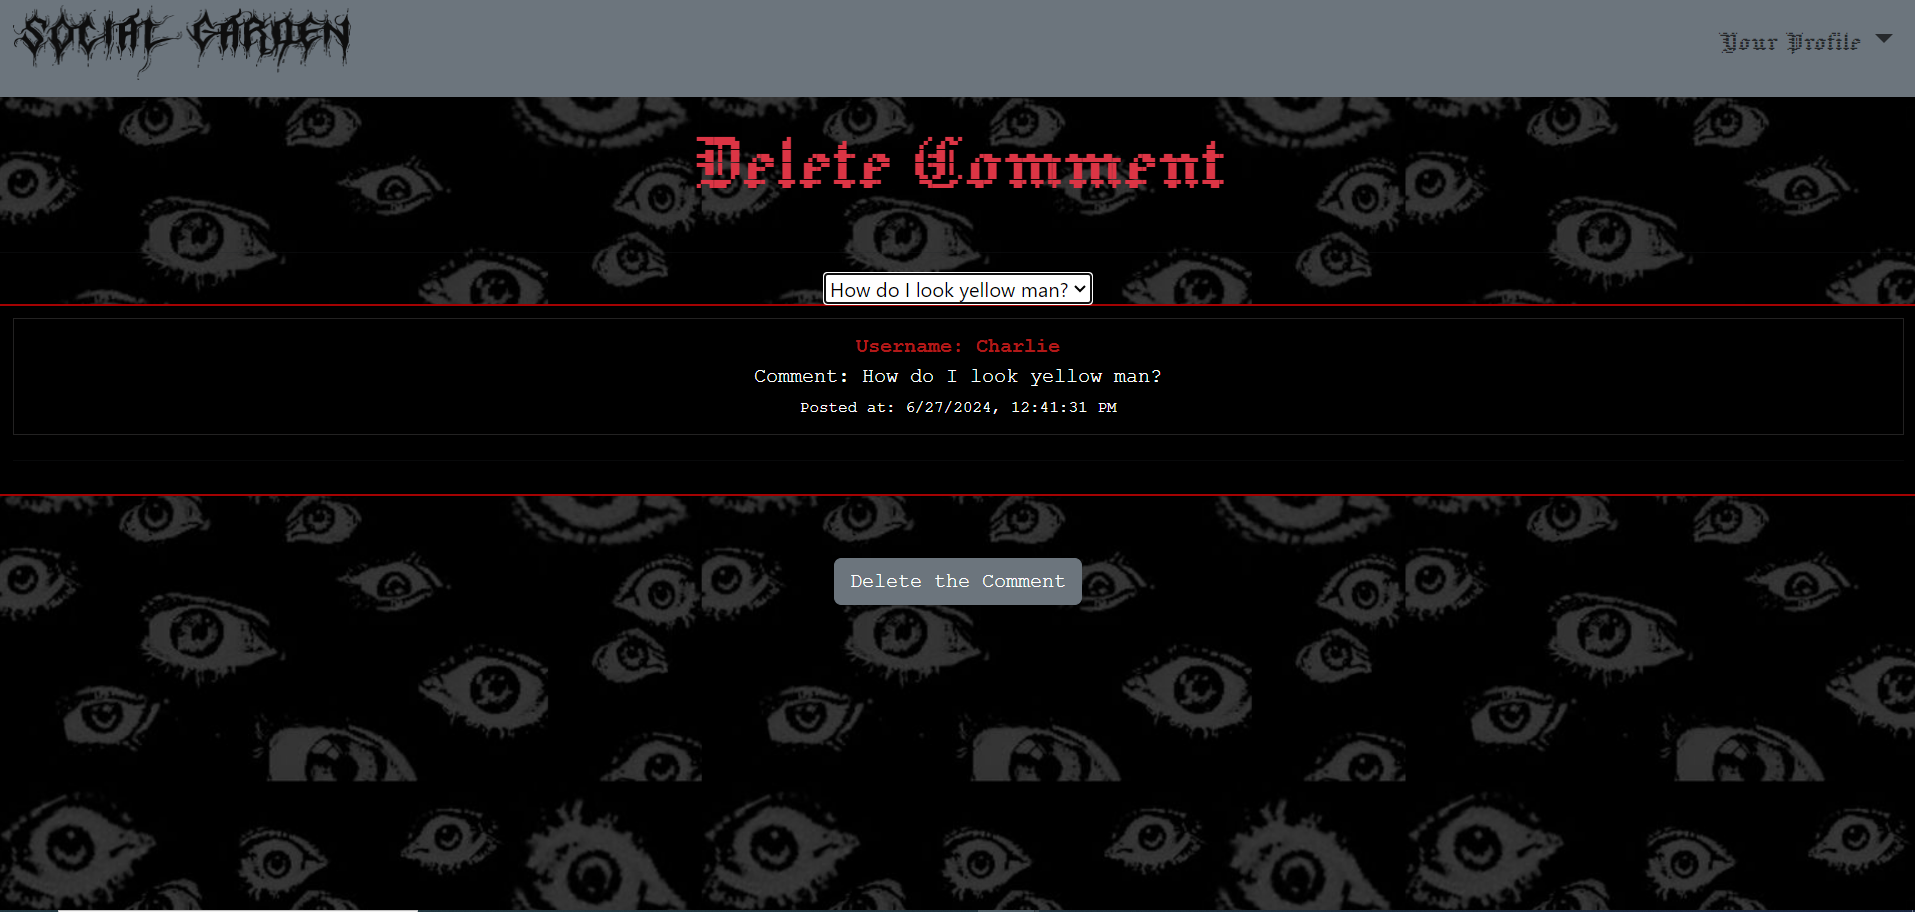 SOCIAL GARDEN
Your Profile
Delete Comment
How do I look yellow man?
Username: Charlie
Comment: How do I look yellow man?
Posted at: 6/27/2024, 12:41:31 PM
Delete the Comment